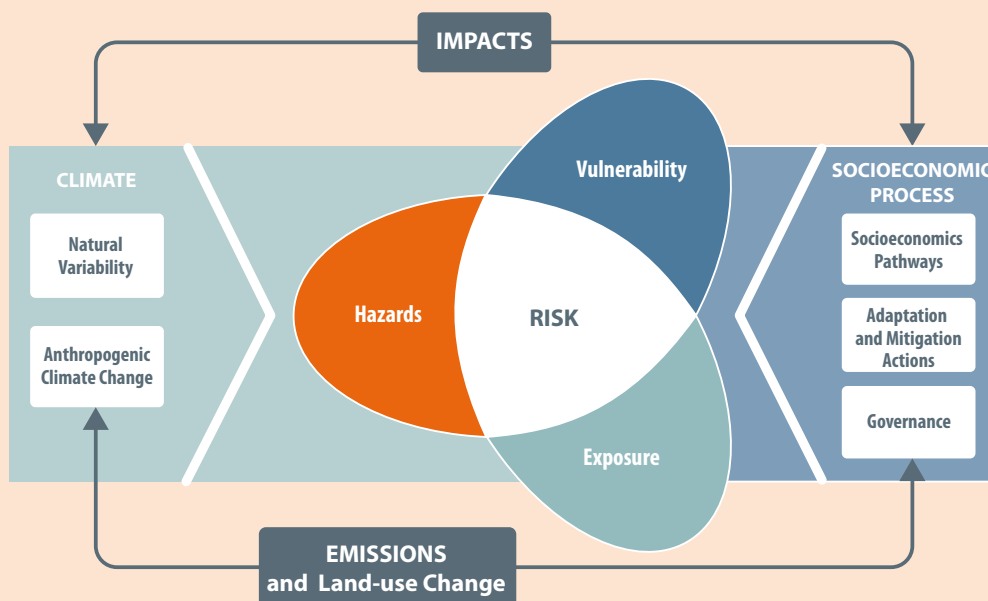 IMPACTS
CLIMATE
Natural
Variability
Anthropogenic
Climate Change
Vulnerability
Hazards
RISK
Exposure
SOCIOECONOMIC
PROCESS
Socioeconomics
Pathways
Adaptation
and Mitigation
Actions
Governance
EMISSIONS
and Land-use Change